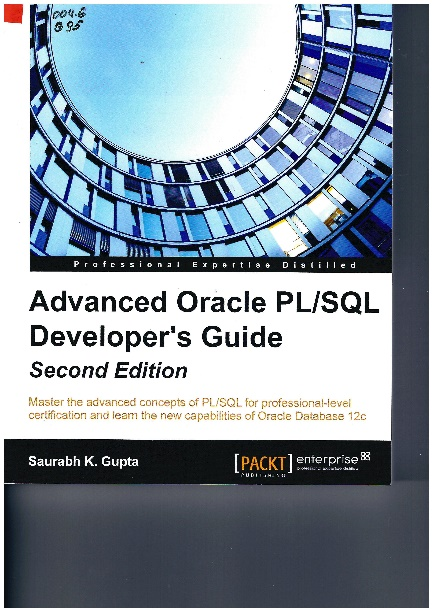 004.6
G 95
Professional Expertise Distilled
Advanced Oracle PL/SQL
Developer's Guide
Second Edition
Master the advanced concepts of PL/SQL for professional-level
certification and learn the new capabilities of Oracle Database 12c
Saurabh K. Gupta
[PACKT] enterprise
PUBLISHING